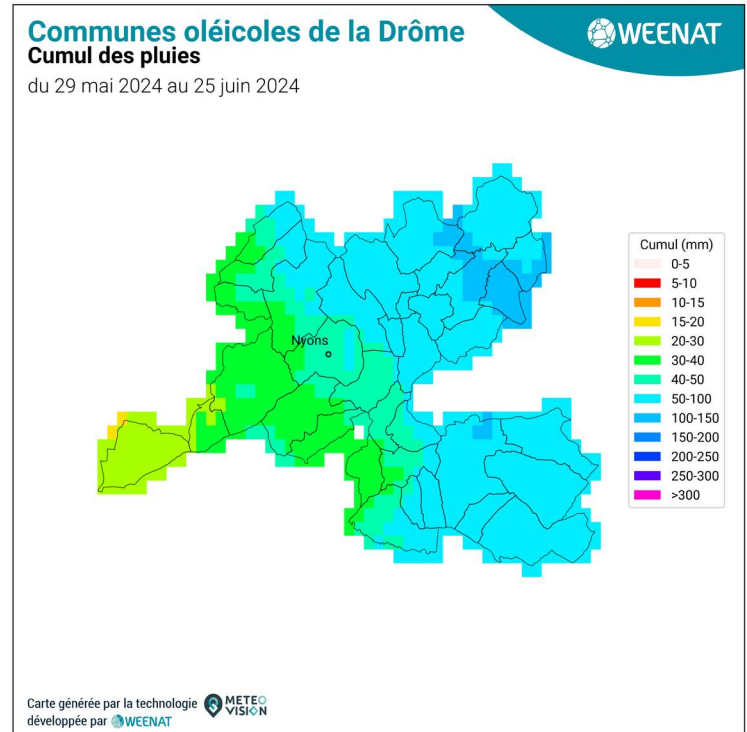 Communes oléicoles de la Drôme
Cumul des pluies
du 29 mai 2024 au 25 juin 2024
WEENAT
Nyons
Cumul (mm)
0-5
5-10
10-15
15-20
20-30
30-40
40-50
50-100
100-150
150-200
200-250
250-300
>300
Carte générée par la technologie METEO VISION
développée par WEENAT